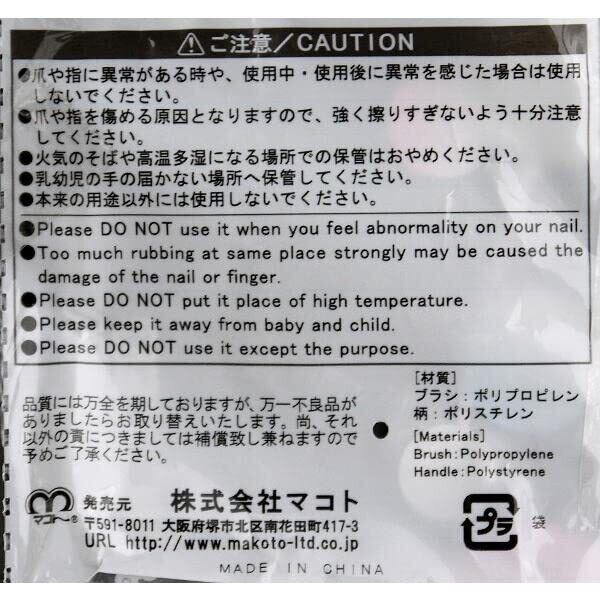 ⚠ご注意/CAUTION
●爪や指に異常がある時や、使用中・使用後に異常を感じた場合は使用
しないでください。
●爪や指を傷める原因となりますので、強く擦りすぎないよう十分注意
してください。
●火気のそばや高温多湿になる場所での保管はおやめください。
●乳幼児の手の届かない場所へ保管してください。
●本来の用途以外には使用しないでください。
●Please DO NOT use it when you feel abnormality on your nail.
●Too much rubbing at same place strongly may be caused the
damage of the nail or finger.
●Please DO NOT put it place of high temperature.
●Please keep it away from baby and child.
●Please DO NOT use it except the purpose.
品質には万全を期しておりますが、万一不良品が
ありましたらお取り替えいたします。尚、それ
以外の責につきましては補償致し兼ねますので
予めご了承ください。
[材質]
ブラシ:ポリプロピレン
柄:ポリスチレン
[Materials]
Brush:Polypropylene
Handle:Polystyrene
マコト®
発売元 株式会社マコト
〒591-8011 大阪府堺市北区南花田町417-3
URL http://www.makoto-ltd.co.jp
プラ 袋
MADE IN CHINA